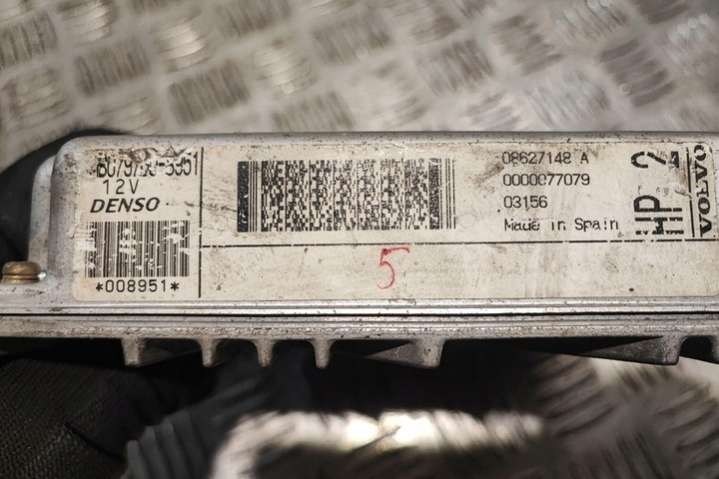 12V
DENSO
*008951*
08627148 A
0000077079
03156
Made in Spain
HP 2
VOLVO
5